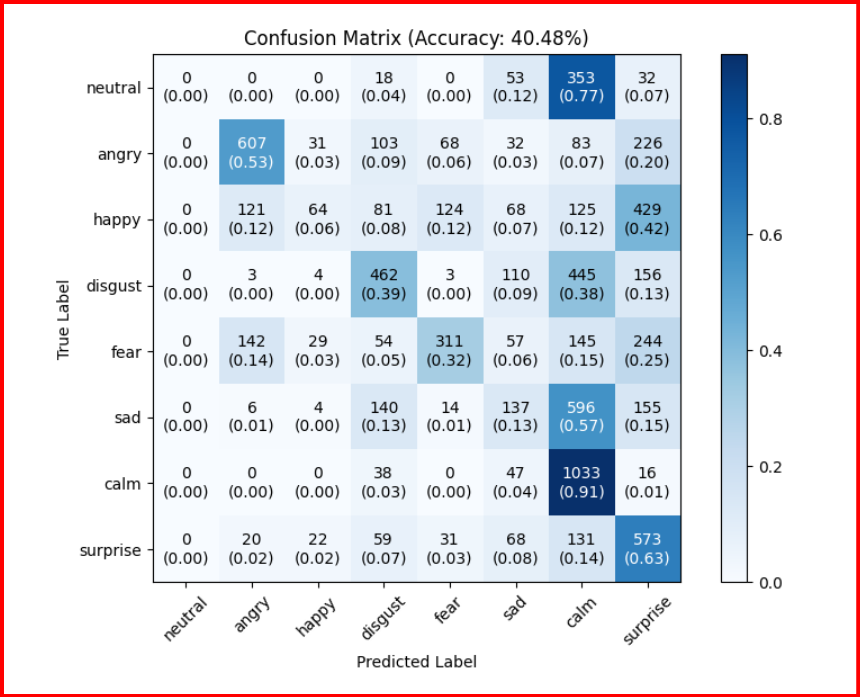 Confusion Matrix (Accuracy: 40.48%)
neutral 0 0 0 18 0 53 353 32
(0.00) (0.00) (0.00) (0.04) (0.00) (0.12) (0.77) (0.07)
angry 0 607 31 103 68 32 83 226
(0.00) (0.53) (0.03) (0.09) (0.06) (0.03) (0.07) (0.20)
happy 0 121 64 81 124 68 125 429
(0.00) (0.12) (0.06) (0.08) (0.12) (0.07) (0.12) (0.42)
disgust 0 3 4 462 3 110 445 156
(0.00) (0.00) (0.00) (0.39) (0.00) (0.09) (0.38) (0.13)
fear 0 142 29 54 311 57 145 244
(0.00) (0.14) (0.03) (0.05) (0.32) (0.06) (0.15) (0.25)
sad 0 6 4 140 14 137 596 155
(0.00) (0.01) (0.00) (0.13) (0.01) (0.13) (0.57) (0.15)
calm 0 0 0 38 0 47 1033 16
(0.00) (0.00) (0.00) (0.03) (0.00) (0.04) (0.91) (0.01)
surprise 0 20 22 59 31 68 131 573
(0.00) (0.02) (0.02) (0.07) (0.03) (0.08) (0.14) (0.63)
neutral angry happy disgust fear sad calm surprise
Predicted Label
True Label
0.8
0.6
0.4
0.2
0.0